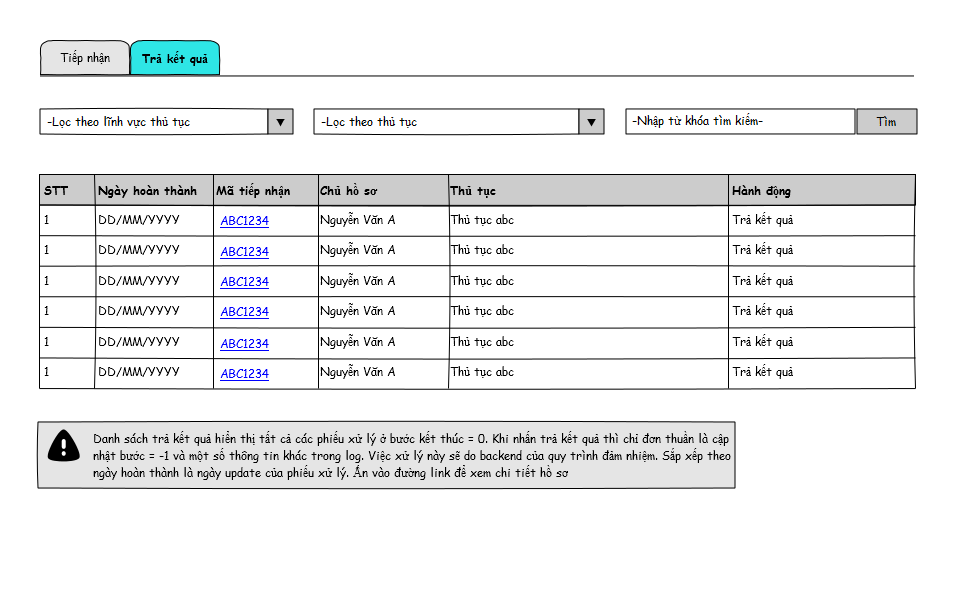 Tiếp nhận
Trả kết quả
-Lọc theo lĩnh vực thủ tục
-Lọc theo thủ tục
-Nhập từ khóa tìm kiếm-
Tìm
STT Ngày hoàn thành Mã tiếp nhận Chủ hồ sơ Thủ tục Hành động
1 DD/MM/YYYY ABC1234 Nguyễn Văn A Thủ tục abc Trả kết quả
1 DD/MM/YYYY ABC1234 Nguyễn Văn A Thủ tục abc Trả kết quả
1 DD/MM/YYYY ABC1234 Nguyễn Văn A Thủ tục abc Trả kết quả
1 DD/MM/YYYY ABC1234 Nguyễn Văn A Thủ tục abc Trả kết quả
1 DD/MM/YYYY ABC1234 Nguyễn Văn A Thủ tục abc Trả kết quả
1 DD/MM/YYYY ABC1234 Nguyễn Văn A Thủ tục abc Trả kết quả
Danh sách trả kết quả hiển thị tất cả các phiếu xử lý ở bước kết thúc = 0. Khi nhấn trả kết quả thì chỉ đơn thuần là cập
nhật bước = -1 và một số thông tin khác trong log. Việc xử lý này sẽ do backend của quy trình đảm nhiệm. Sắp xếp theo
ngày hoàn thành là ngày update của phiếu xử lý. Ấn vào đường link để xem chi tiết hồ sơ